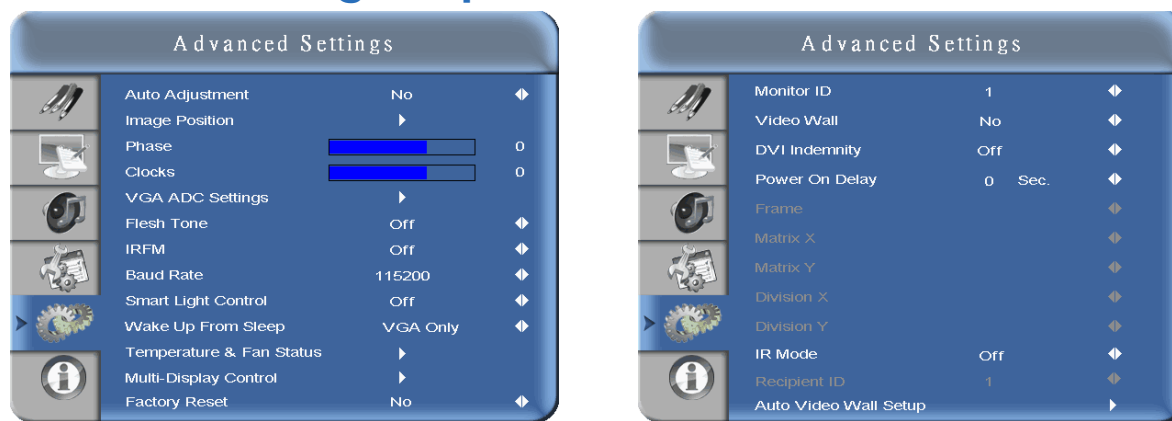 Advanced Settings
Auto Adjustment No
Image Position
Phase 0
Clocks 0
VGA ADC Settings
Flesh Tone Off
IRFM Off
Baud Rate 115200
Smart Light Control Off
Wake Up From Sleep VGA Only
Temperature & Fan Status
Multi-Display Control
Factory Reset No
Advanced Settings
Monitor ID 1
Video Wall No
DVI Indemnity Off
Power On Delay 0 Sec.
Frame
Matrix X
Matrix Y
Division X
Division Y
IR Mode Off
Recipient ID 1
Auto Video Wall Setup